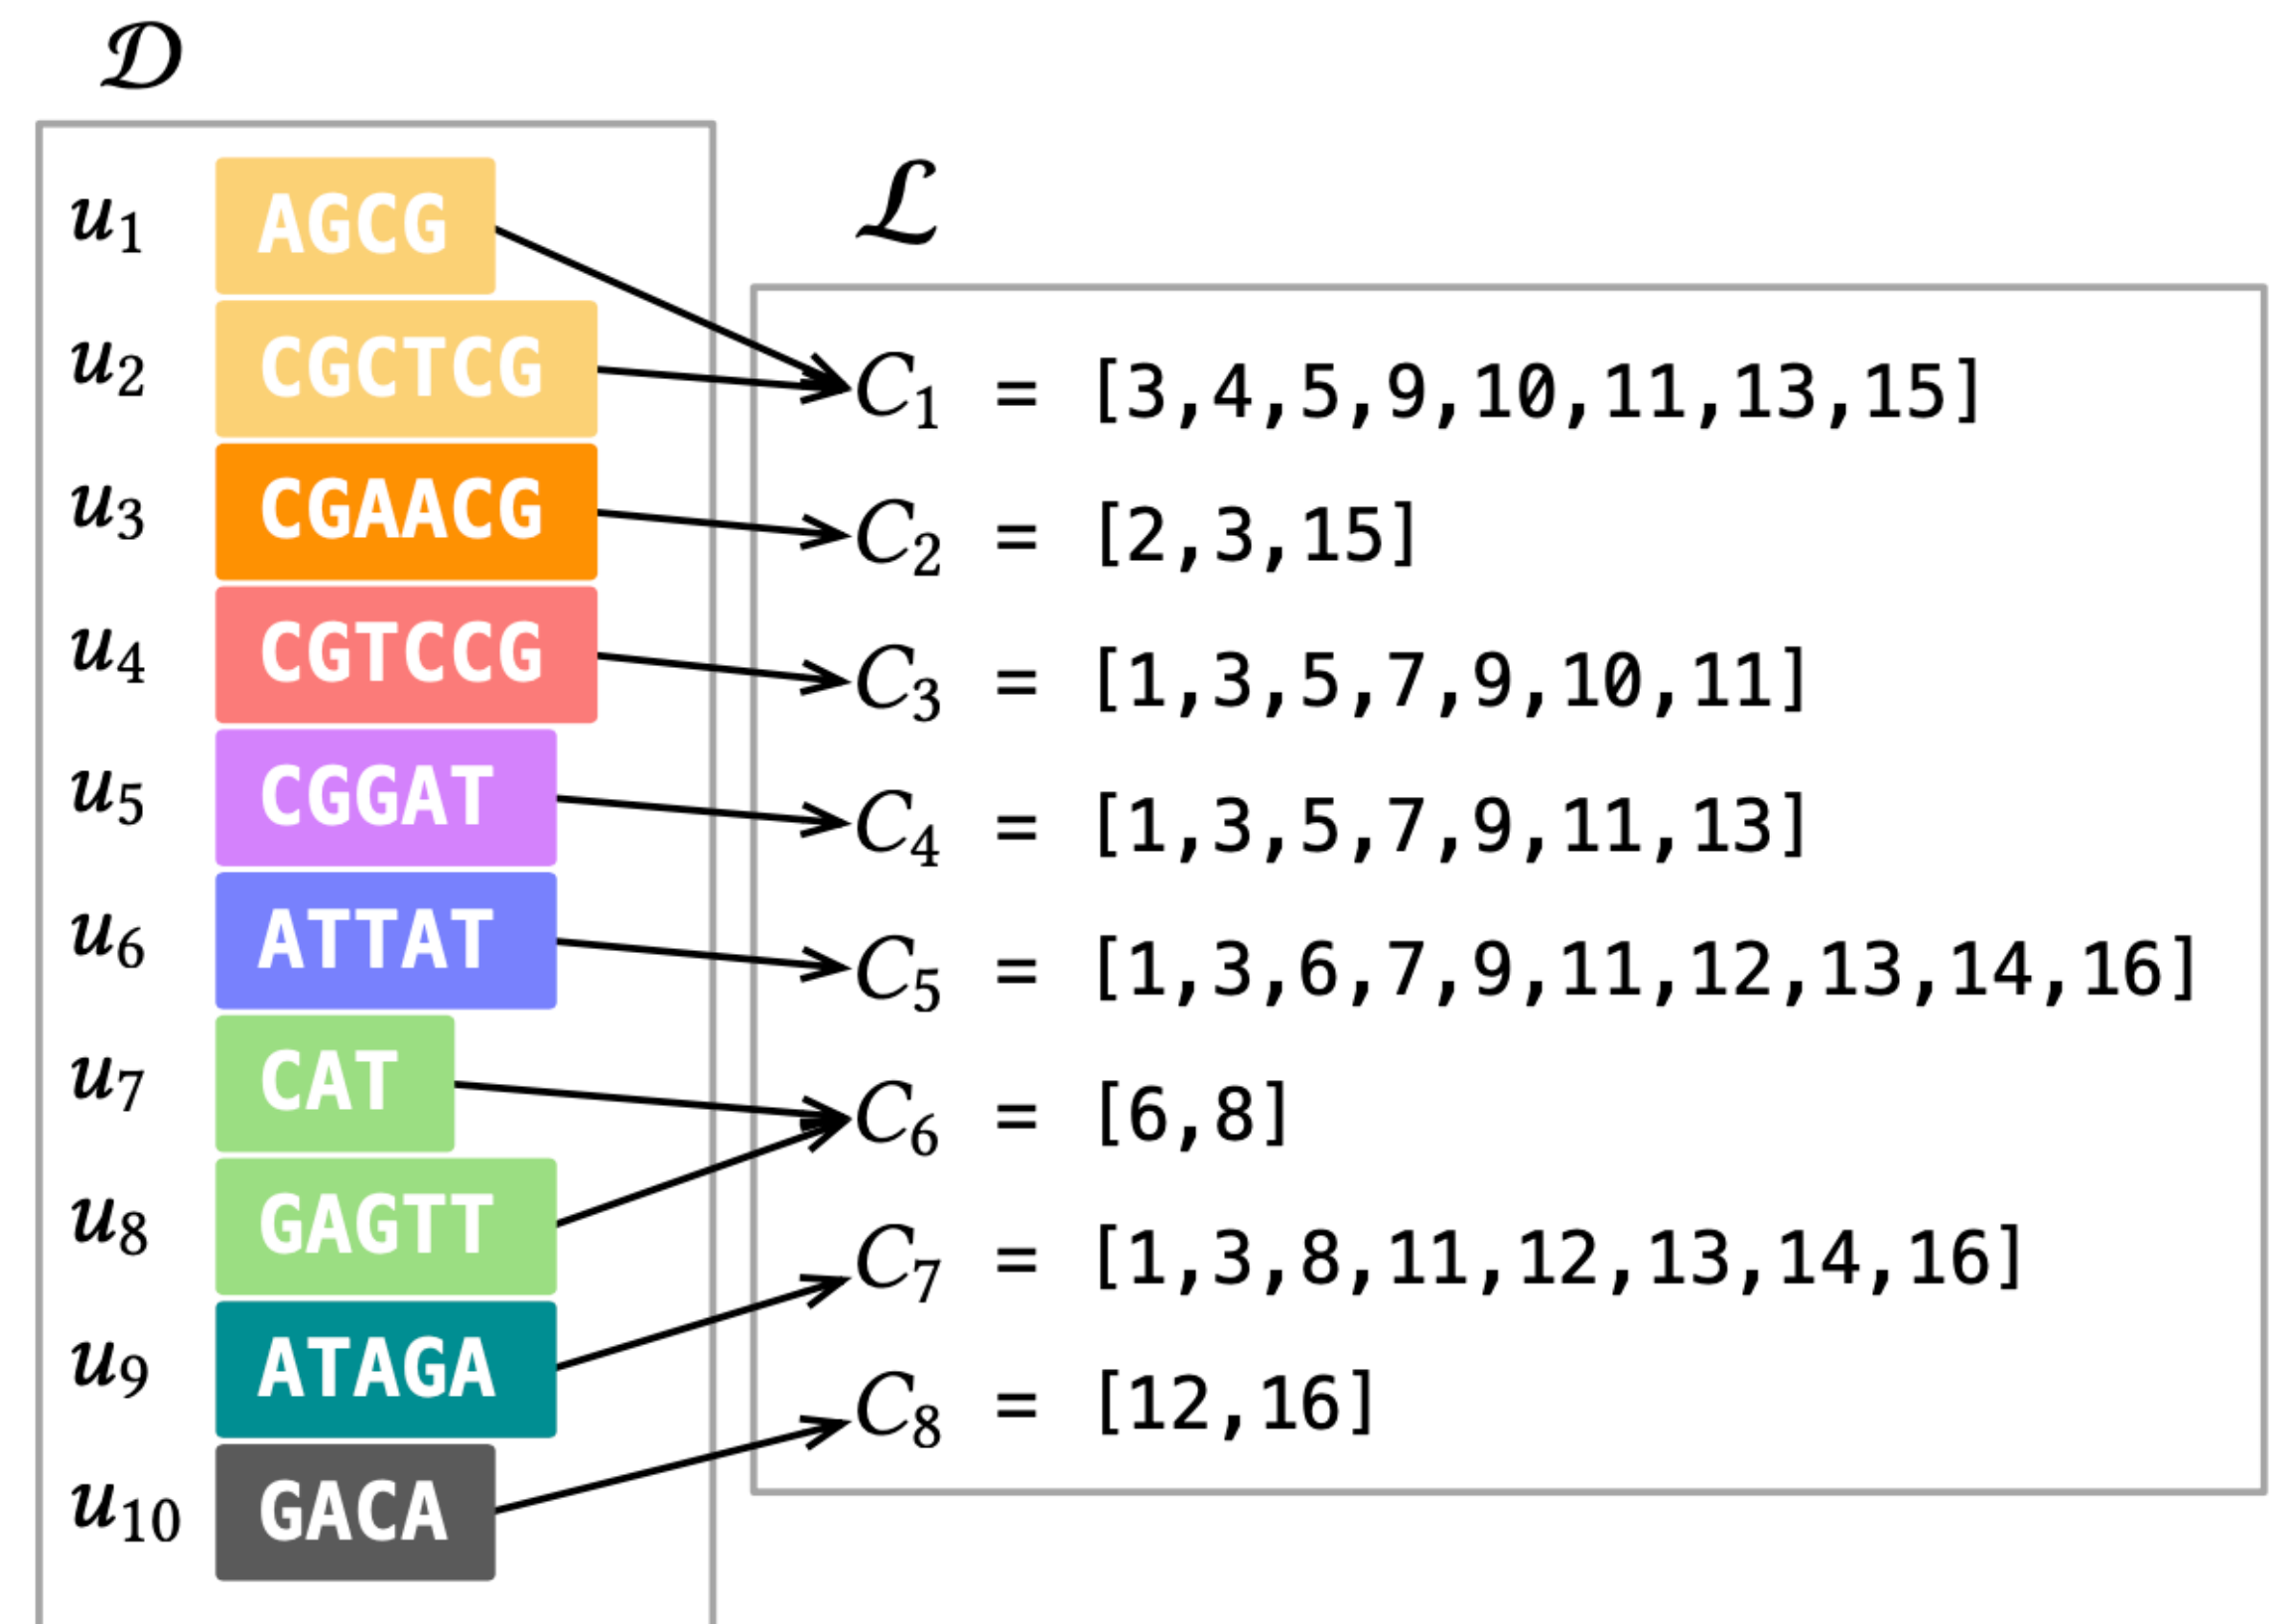 𝒟
u1 AGCG
u2 CGCTCG
u3 CGAACG
u4 CGTCCG
u5 CGGAT
u6 ATTAT
u7 CAT
u8 GAGTT
u9 ATAGA
u10 GACA
ℒ
C1 = [3,4,5,9,10,11,13,15]
C2 = [2,3,15]
C3 = [1,3,5,7,9,10,11]
C4 = [1,3,5,7,9,11,13]
C5 = [1,3,6,7,9,11,12,13,14,16]
C6 = [6,8]
C7 = [1,3,8,11,12,13,14,16]
C8 = [12,16]